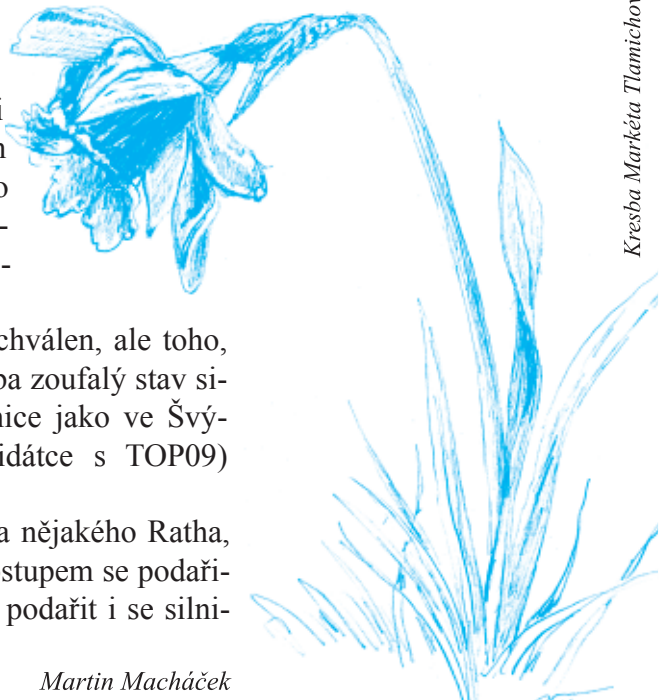 i
n
o
-
-
chválen, ale toho,
ba zoufalý stav si-
nice jako ve Švý-
idátce s TOP09)
a nějakého Ratha,
stupem se podaři-
podařit i se silni-
Martin Macháček
Kresba Markéta Tlamichov